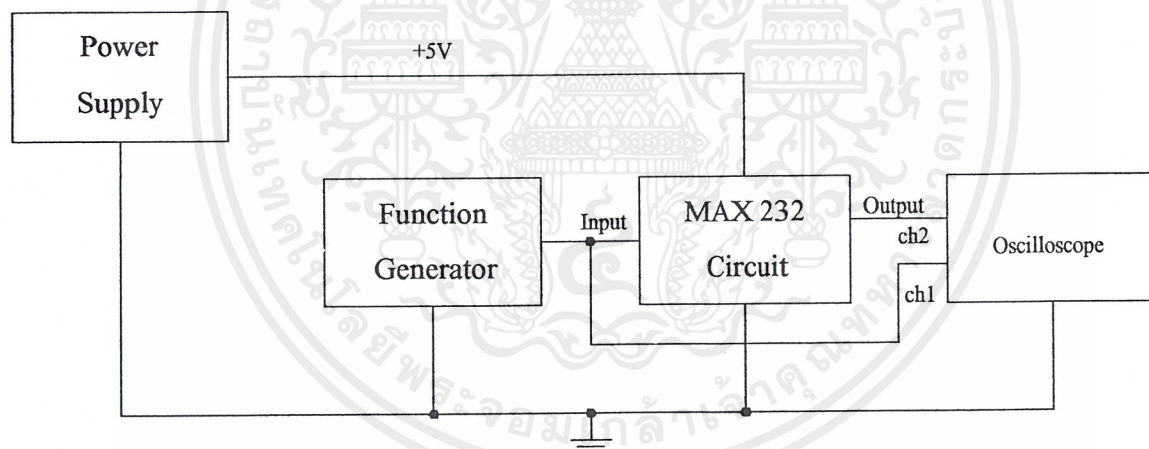 Power
Supply
+5V
Function
Generator
Input
MAX 232
Circuit
Output
ch2
ch1
Oscilloscope